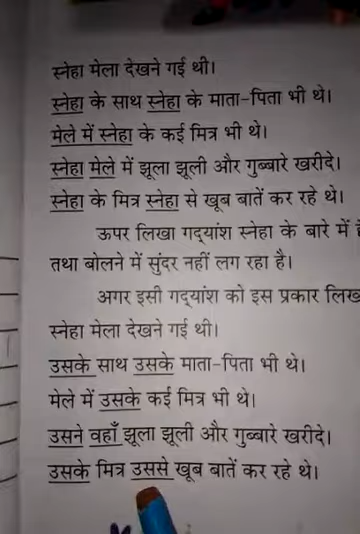 स्नेहा मेला देखने गई थी।
स्नेहा के साथ स्नेहा के माता-पिता भी थे।
मेले में स्नेहा के कई मित्र भी थे।
स्नेहा मेले में झूला झूली और गुब्बारे खरीदे।
स्नेहा के मित्र स्नेहा से खूब बातें कर रहे थे।
ऊपर लिखा गद्यांश स्नेहा के बारे में
तथा बोलने में सुंदर नहीं लग रहा है।
अगर इसी गद्यांश को इस प्रकार
स्नेहा मेला देखने गई थी।
उसके साथ उसके माता-पिता भी थे।
मेले में उसके कई मित्र भी थे।
उसने वहाँ झूला झूली और गुब्बारे खरीदे।
उसके मित्र उससे खूब बातें कर रहे थे।